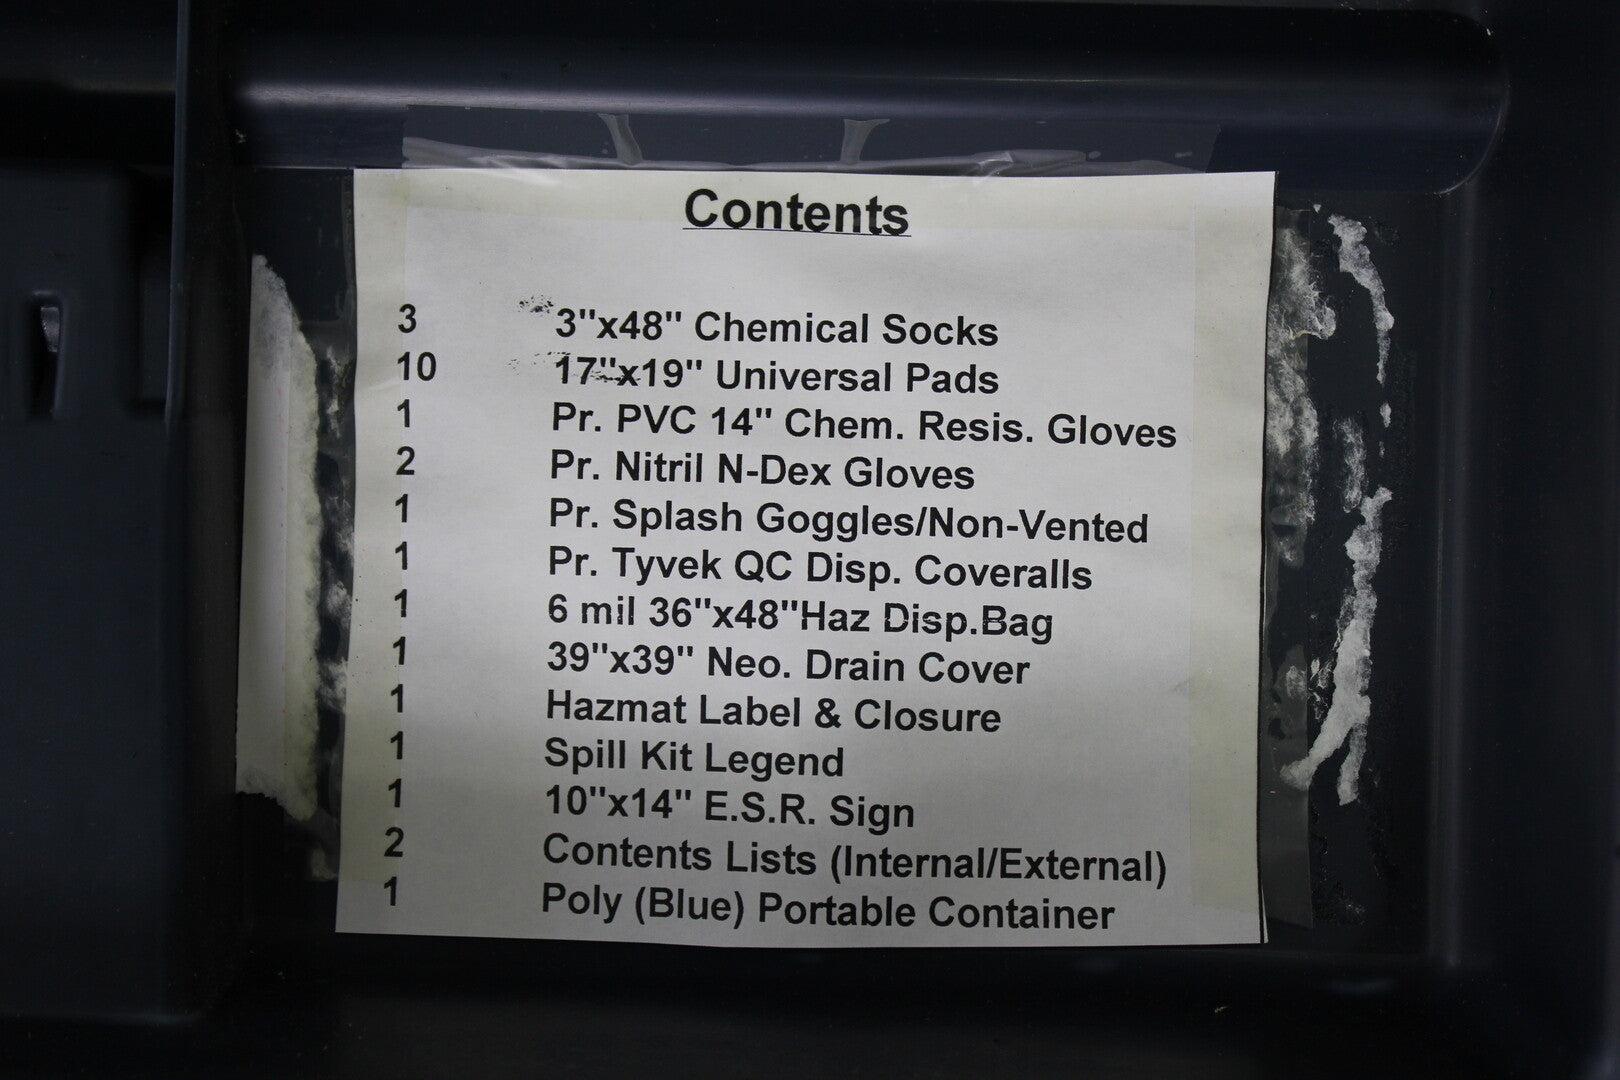 Contents
3 3"x48" Chemical Socks
10 17"x19" Universal Pads
1 Pr. PVC 14" Chem. Resis. Gloves
2 Pr. Nitril N-Dex Gloves
1 Pr. Splash Goggles/Non-Vented
1 Pr. Tyvek QC Disp. Coveralls
1 6 mil 36"x48"Haz Disp.Bag
1 39"x39" Neo. Drain Cover
1 Hazmat Label & Closure
1 Spill Kit Legend
1 10"x14" E.S.R. Sign
2 Contents Lists (Internal/External)
1 Poly (Blue) Portable Container